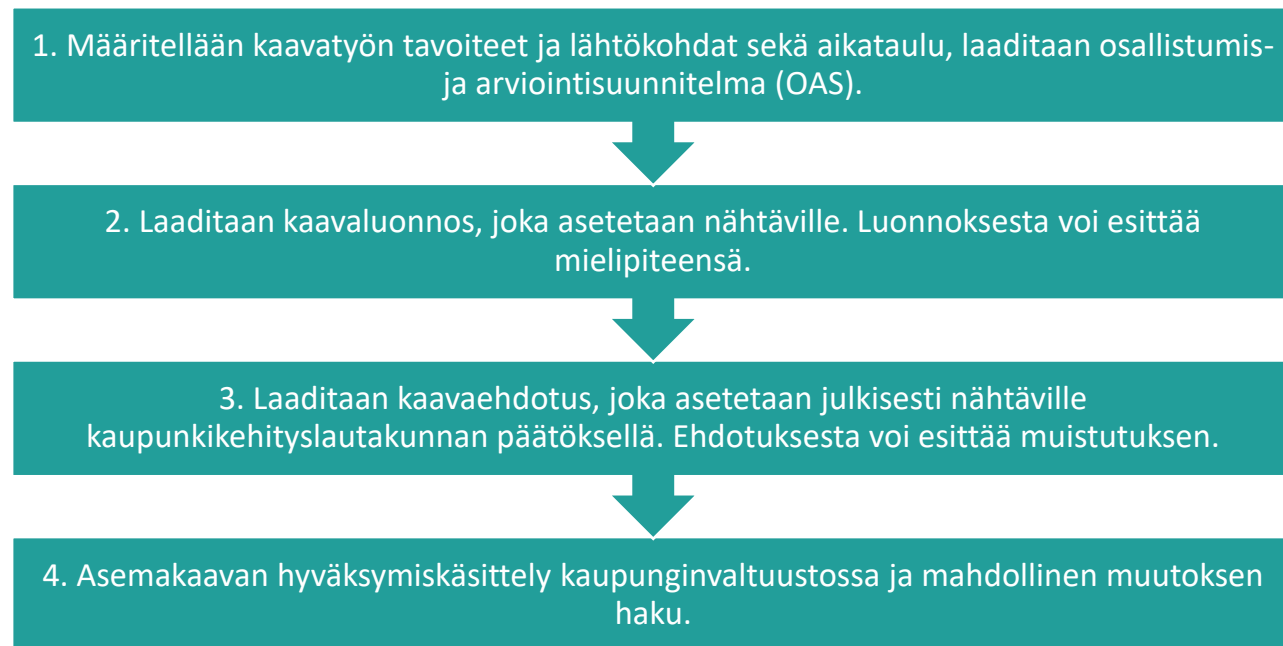 1. Määritellään kaavatyön tavoiteet ja lähtökohdat sekä aikataulu, laaditaan osallistumis-
ja arviointisuunnitelma (OAS).
2. Laaditaan kaavaluonnos, joka asetetaan nähtäville. Luonnoksesta voi esittää
mielipiteensä.
3. Laaditaan kaavaehdotus, joka asetetaan julkisesti nähtäville
kaupunkikehityslautakunnan päätöksellä. Ehdotuksesta voi esittää muistutuksen.
4. Asemakaavan hyväksymiskäsittely kaupunginvaltuustossa ja mahdollinen muutoksen
haku.